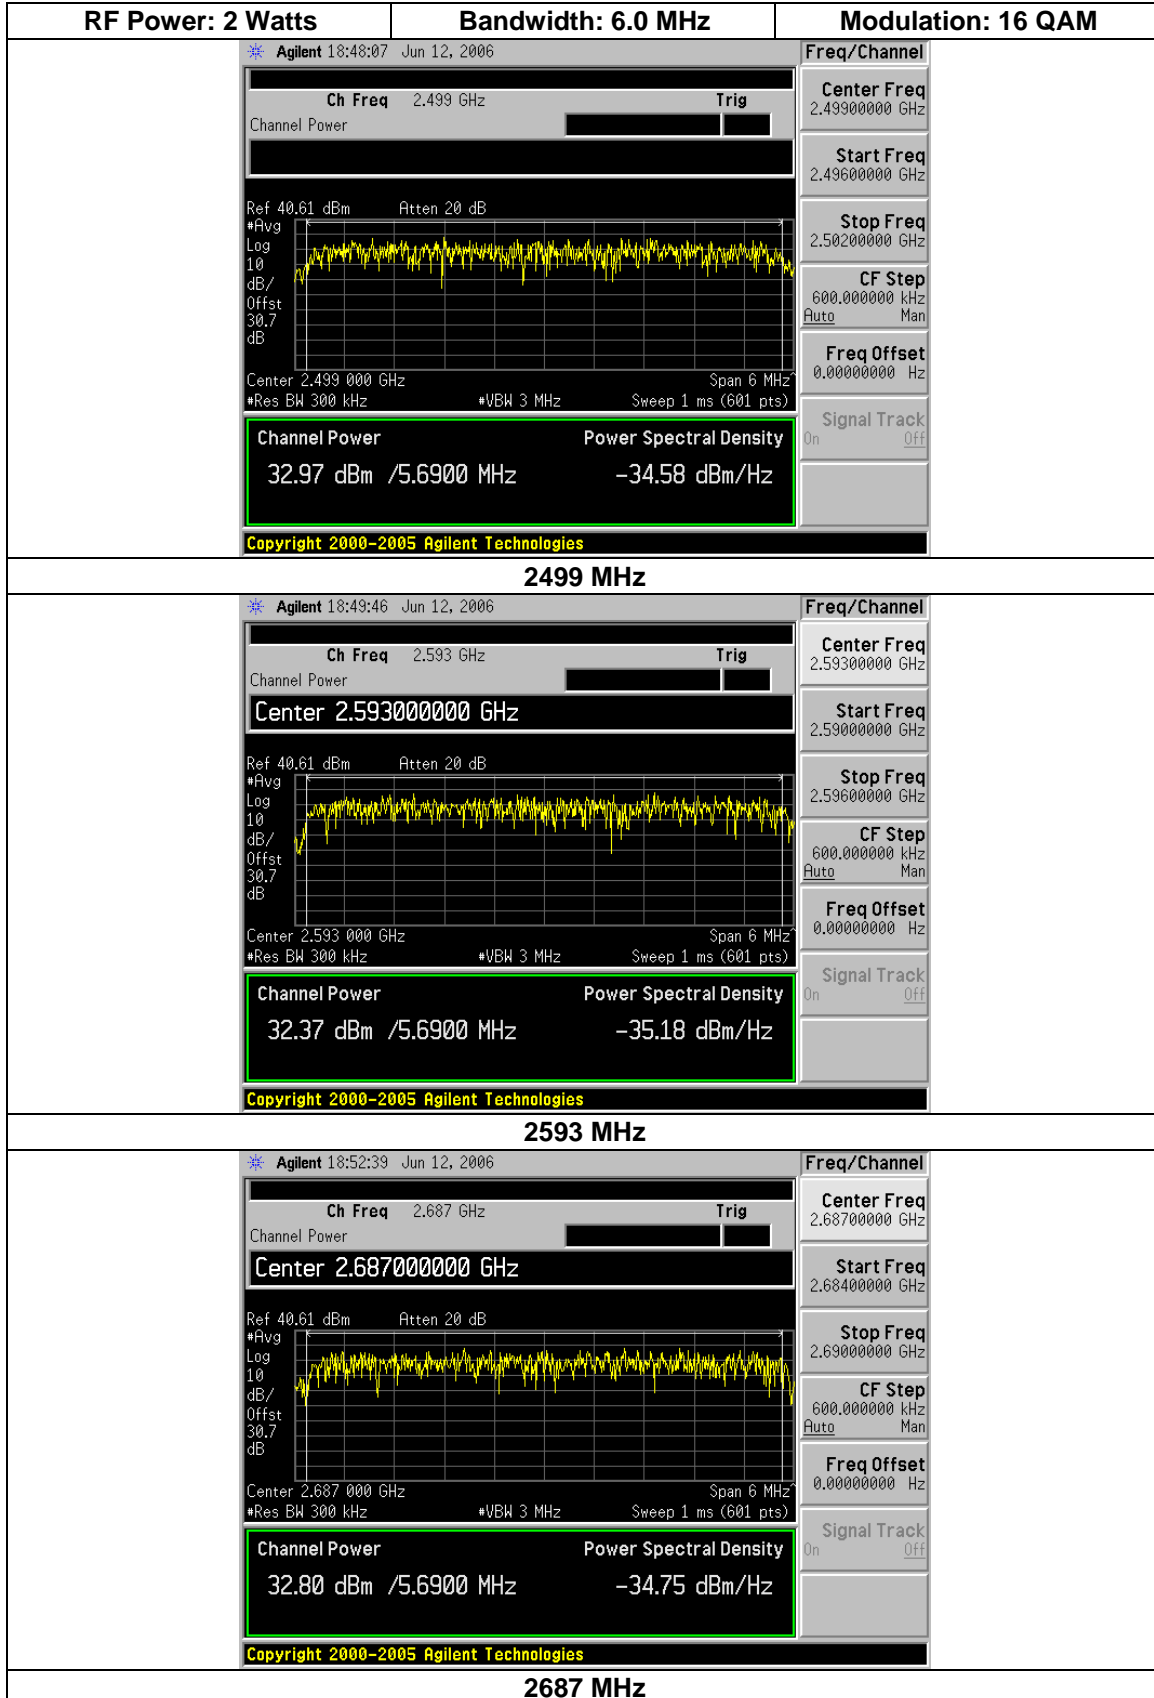 RF Power: 2 Watts Bandwidth: 6.0 MHz Modulation: 16 QAM
Agilent 18:48:07 Jun 12, 2006 Freq/Channel
Ch Freq 2.499 GHz Trig
Channel Power
Center Freq
2.49900000 GHz
Start Freq
2.49600000 GHz
Stop Freq
2.50200000 GHz
CF Step
600.000000 kHz
Auto Man
Freq Offset
0.00000000 Hz
Signal Track
On Off
Ref 40.61 dBm Atten 20 dB
#Avg
Log
10
dB/
Offst
30.7
dB
Center 2.499 000 GHz Span 6 MHz^
#Res BW 300 kHz #VBW 3 MHz Sweep 1 ms (601 pts)
Channel Power Power Spectral Density
32.97 dBm /5.6900 MHz -34.58 dBm/Hz
Copyright 2000-2005 Agilent Technologies
2499 MHz
Agilent 18:49:46 Jun 12, 2006 Freq/Channel
Ch Freq 2.593 GHz Trig
Channel Power
Center 2.593000000 GHz
Center Freq
2.59300000 GHz
Start Freq
2.59000000 GHz
Stop Freq
2.59600000 GHz
CF Step
600.000000 kHz
Auto Man
Freq Offset
0.00000000 Hz
Signal Track
On Off
Ref 40.61 dBm Atten 20 dB
#Avg
Log
10
dB/
Offst
30.7
dB
Center 2.593 000 GHz Span 6 MHz^
#Res BW 300 kHz #VBW 3 MHz Sweep 1 ms (601 pts)
Channel Power Power Spectral Density
32.37 dBm /5.6900 MHz -35.18 dBm/Hz
Copyright 2000-2005 Agilent Technologies
2593 MHz
Agilent 18:52:39 Jun 12, 2006 Freq/Channel
Ch Freq 2.687 GHz Trig
Channel Power
Center 2.687000000 GHz
Center Freq
2.68700000 GHz
Start Freq
2.68400000 GHz
Stop Freq
2.69000000 GHz
CF Step
600.000000 kHz
Auto Man
Freq Offset
0.00000000 Hz
Signal Track
On Off
Ref 40.61 dBm Atten 20 dB
#Avg
Log
10
dB/
Offst
30.7
dB
Center 2.687 000 GHz Span 6 MHz^
#Res BW 300 kHz #VBW 3 MHz Sweep 1 ms (601 pts)
Channel Power Power Spectral Density
32.80 dBm /5.6900 MHz -34.75 dBm/Hz
Copyright 2000-2005 Agilent Technologies
2687 MHz